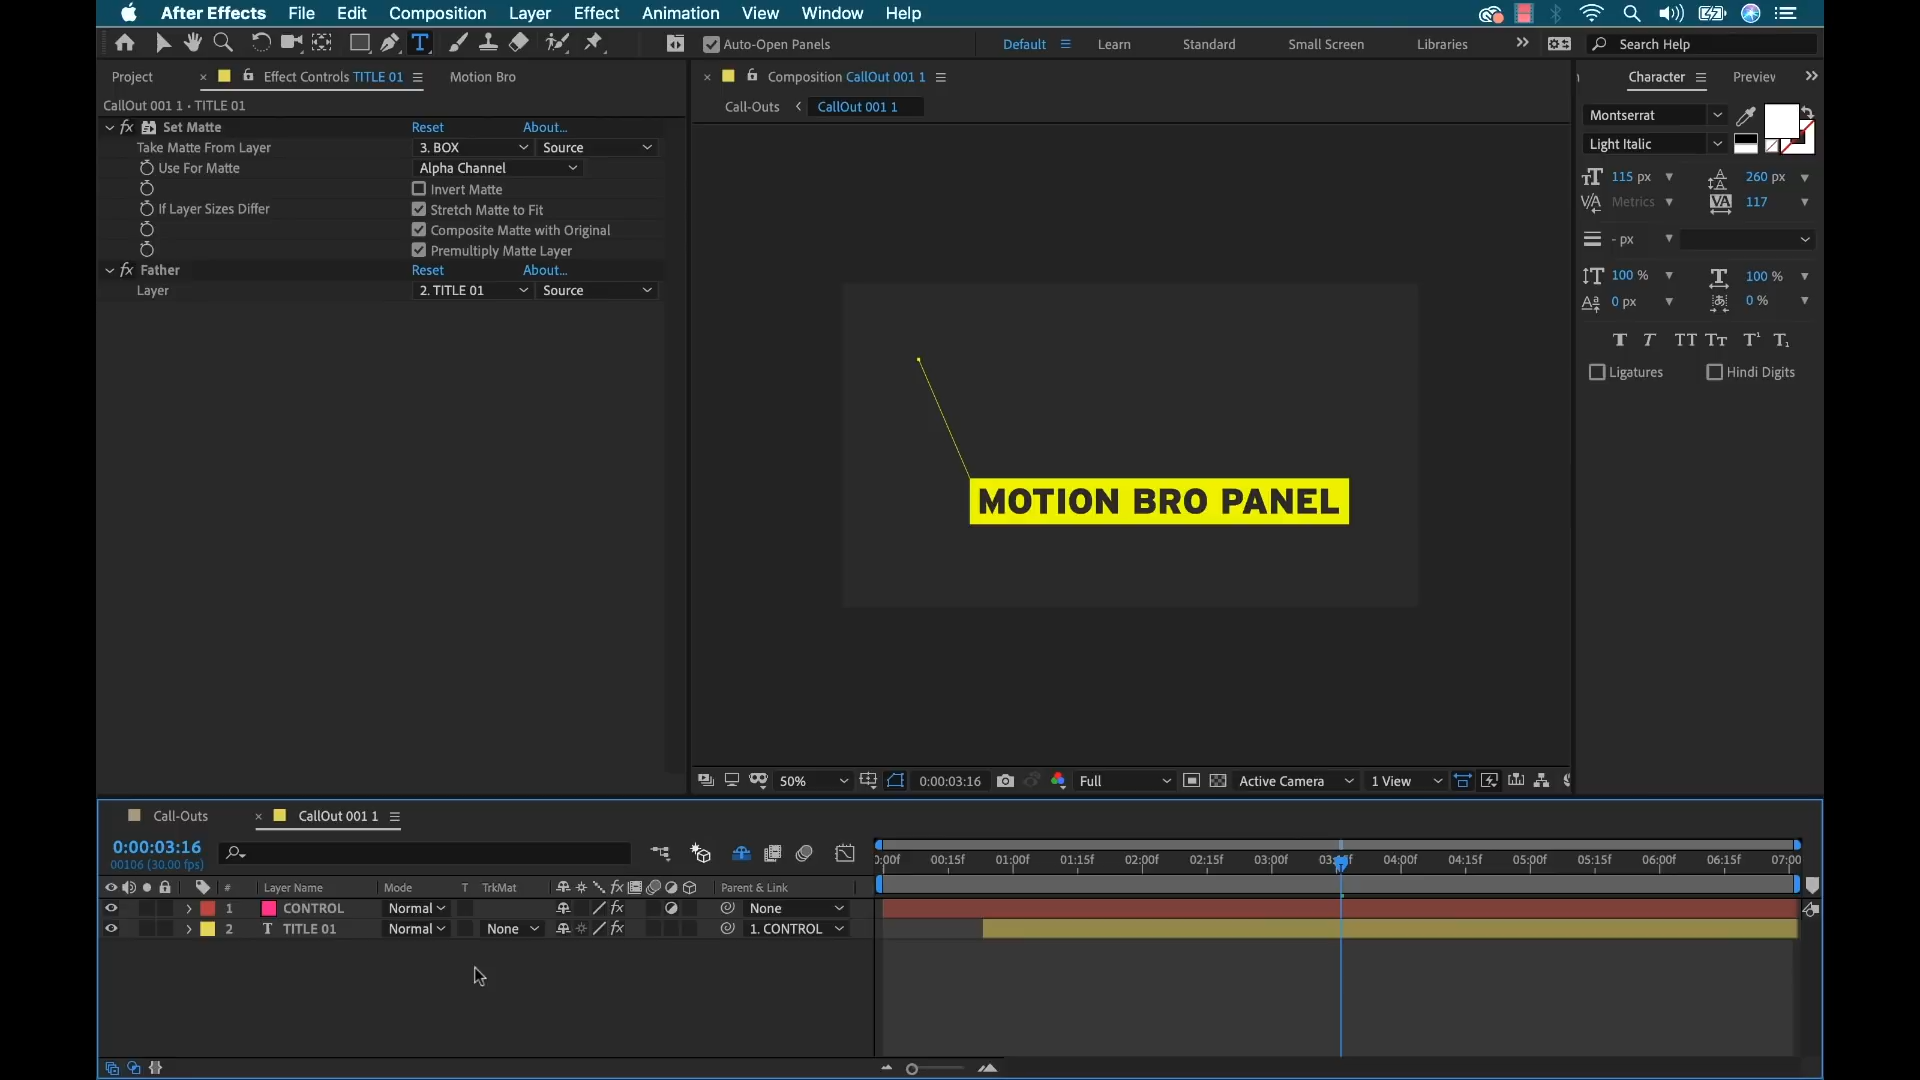 After Effects File Edit Composition Layer Effect Animation View Window Help
Auto-Open Panels Default Learn Standard Small Screen Libraries Search Help
Project Effect Controls TITLE 01 Motion Bro
CallOut 001 1 • TITLE 01
fx Set Matte Reset About...
Take Matte From Layer 3. BOX Source
Use For Matte Alpha Channel
Invert Matte
If Layer Sizes Differ Stretch Matte to Fit
Composite Matte with Original
Premultiply Matte Layer
fx Father Reset About...
Layer 2. TITLE 01 Source
Composition CallOut 001 1
Call-Outs CallOut 001 1
MOTION BRO PANEL
50% 0:00:03:16 Full Active Camera 1 View
Character Preview
Montserrat
Light Italic
115 px 260 px
Metrics 117
- px
100 % 100 %
0 px 0 %
T T TT Tт T¹ T₁
Ligatures Hindi Digits
Call-Outs CallOut 001 1
0:00:03:16
00106 (30.00 fps)
# Layer Name Mode T TrkMat Parent & Link
1 CONTROL Normal None
2 T TITLE 01 Normal None 1. CONTROL
:00f 00:15f 01:00f 01:15f 02:00f 02:15f 03:00f 04:00f 04:15f 05:00f 05:15f 06:00f 06:15f 07:00